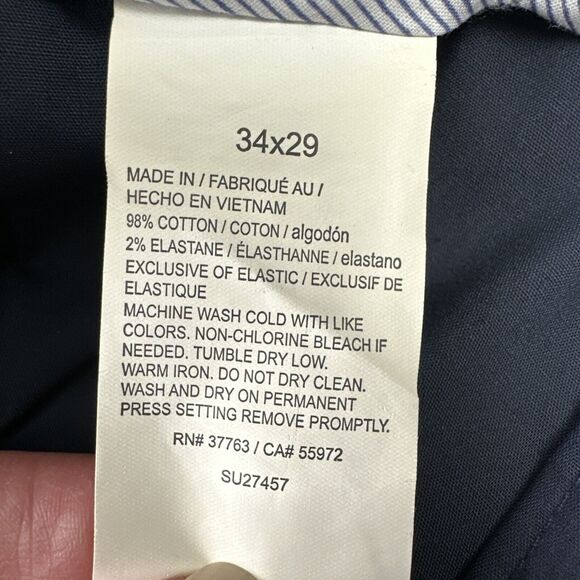 34x29
MADE IN / FABRIQUÉ AU /
HECHO EN VIETNAM
98% COTTON / COTON / algodón
2% ELASTANE / ÉLASTHANNE / elastano
EXCLUSIVE OF ELASTIC / EXCLUSIF DE
ELASTIQUE
MACHINE WASH COLD WITH LIKE
COLORS. NON-CHLORINE BLEACH IF
NEEDED. TUMBLE DRY LOW.
WARM IRON. DO NOT DRY CLEAN.
WASH AND DRY ON PERMANENT
PRESS SETTING REMOVE PROMPTLY.
RN# 37763 / CA# 55972
SU27457